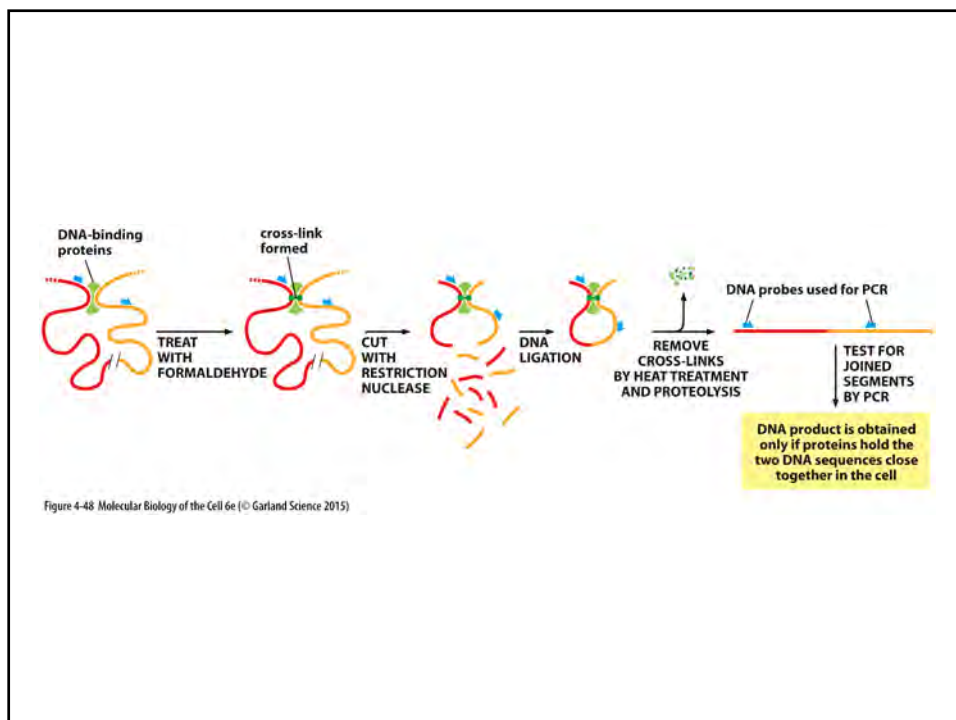 DNA-binding
proteins
cross-link
formed
TREAT
WITH
FORMALDEHYDE
CUT
WITH
RESTRICTION
NUCLEASE
DNA
LIGATION
REMOVE
CROSS-LINKS
BY HEAT TREATMENT
AND PROTEOLYSIS
DNA probes used for PCR
TEST FOR
JOINED
SEGMENTS
BY PCR
DNA product is obtained
only if proteins hold the
two DNA sequences close
together in the cell
Figure 4-48 Molecular Biology of the Cell 6e (© Garland Science 2015)